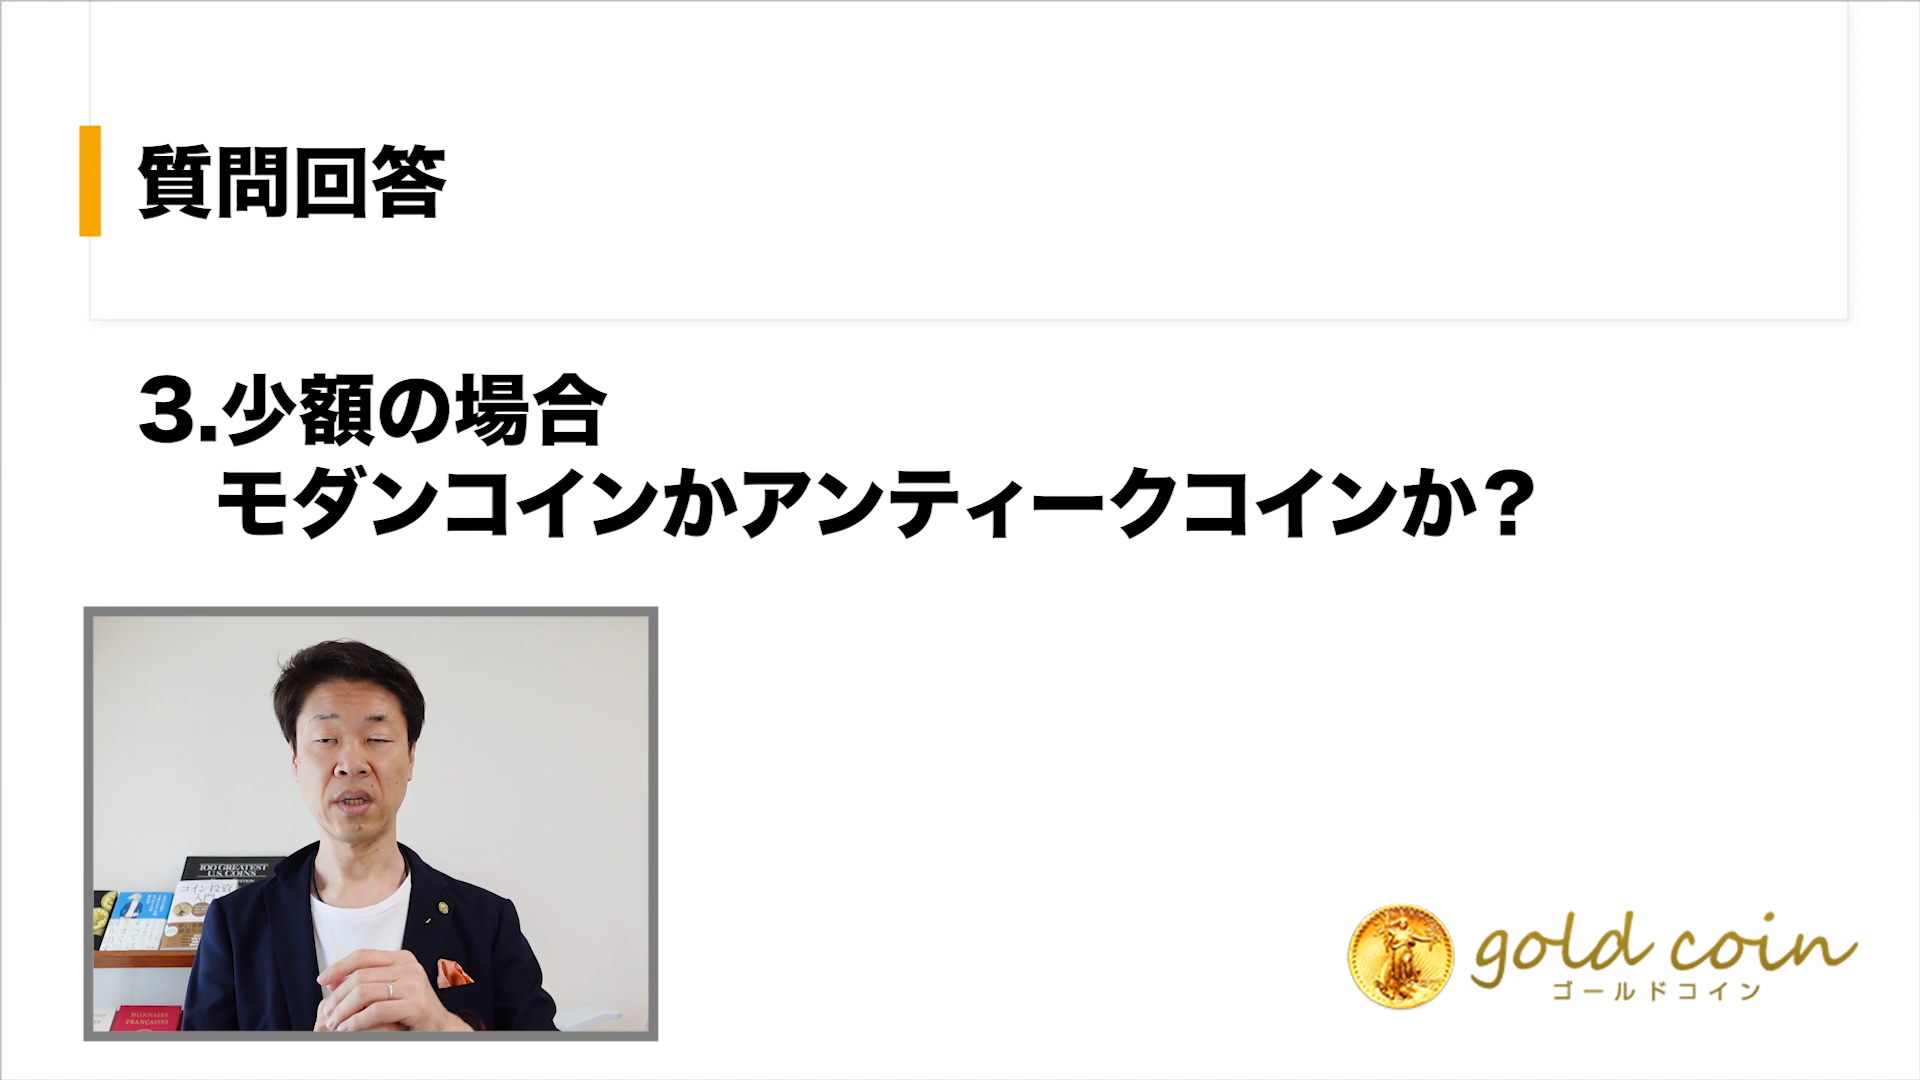 質問回答
3.少額の場合
モダンコインかアンティークコインか?
100 GREATEST
U.S. COINS
コイン投資
入門
MONNAIES
FRANÇAISES
gold coin
ゴールドコイン